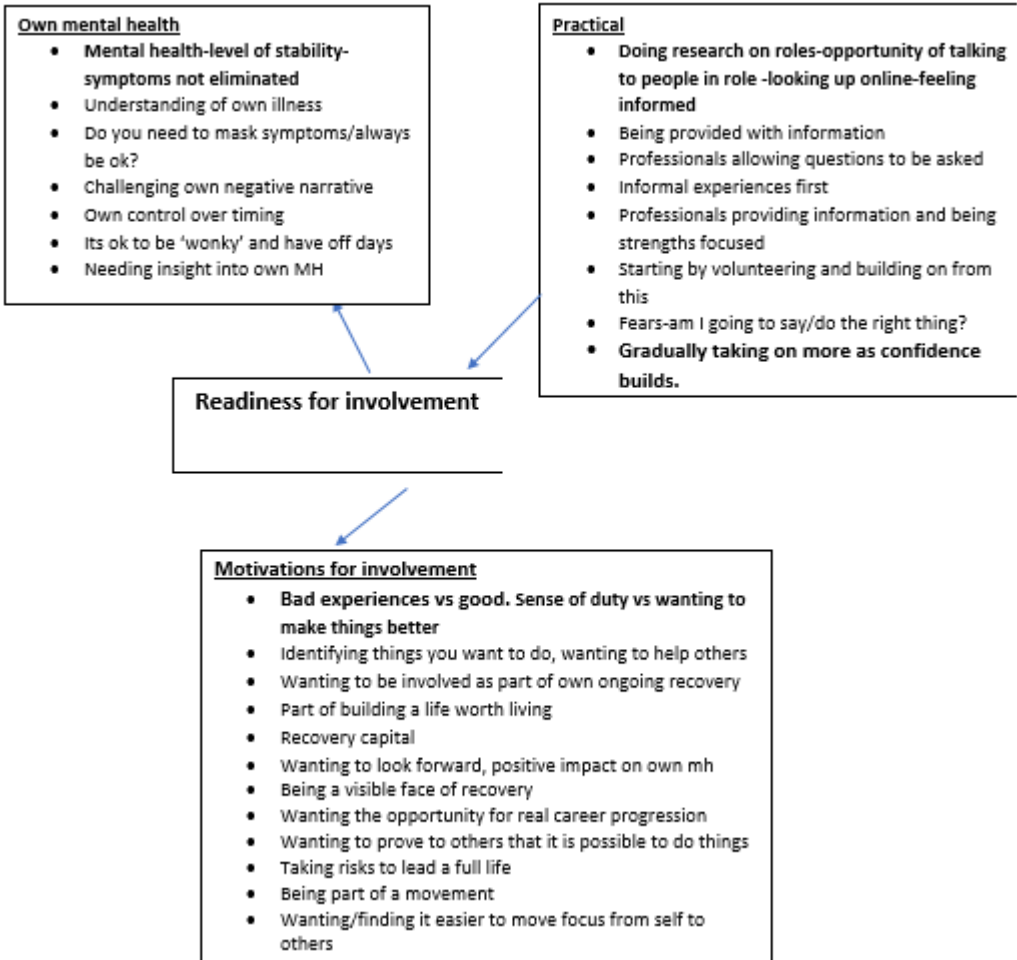 Own mental health
• Mental health-level of stability-
symptoms not eliminated
• Understanding of own illness
• Do you need to mask symptoms/always
be ok?
• Challenging own negative narrative
• Own control over timing
• Its ok to be ‘wonky’ and have off days
• Needing insight into own MH
Practical
• Doing research on roles-opportunity of talking
to people in role -looking up online-feeling
informed
• Being provided with information
• Professionals allowing questions to be asked
• Informal experiences first
• Professionals providing information and being
strengths focused
• Starting by volunteering and building on from
this
• Fears-am I going to say/do the right thing?
• Gradually taking on more as confidence
builds.
Readiness for involvement
Motivations for involvement
• Bad experiences vs good. Sense of duty vs wanting to
make things better
• Identifying things you want to do, wanting to help others
• Wanting to be involved as part of own ongoing recovery
• Part of building a life worth living
• Recovery capital
• Wanting to look forward, positive impact on own mh
• Being a visible face of recovery
• Wanting the opportunity for real career progression
• Wanting to prove to others that it is possible to do things
• Taking risks to lead a full life
• Being part of a movement
• Wanting/finding it easier to move focus from self to
others